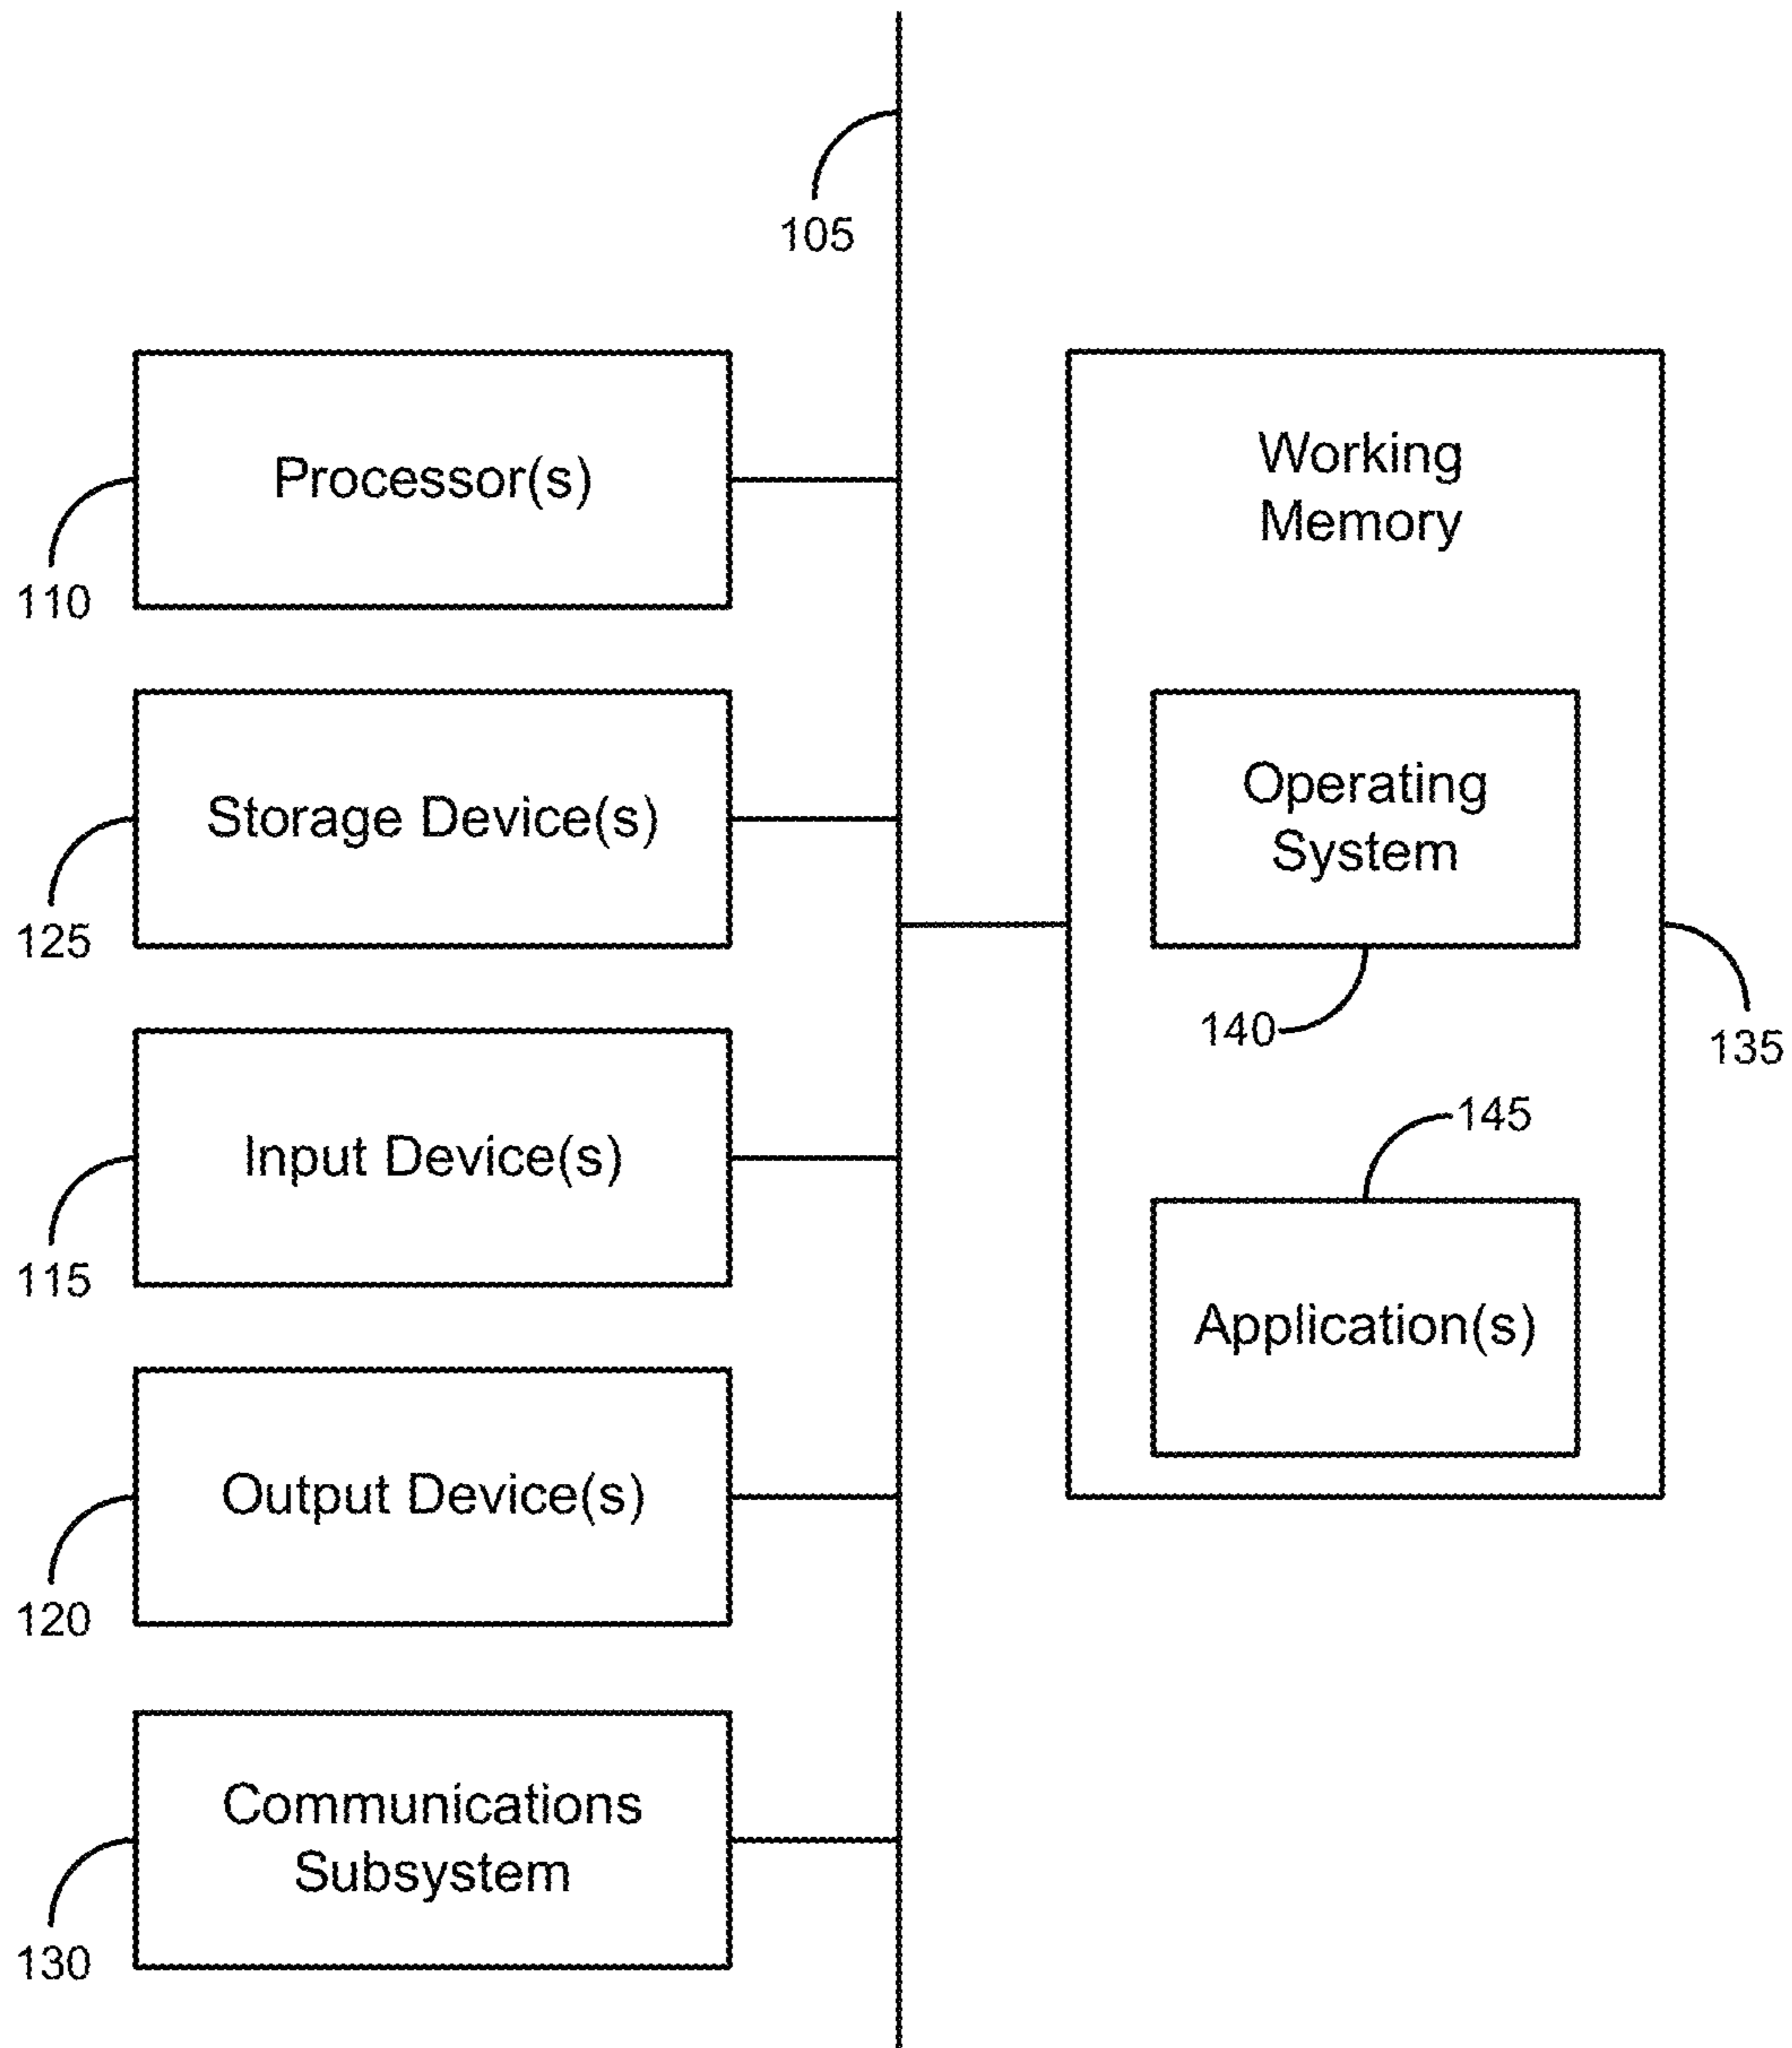 105
Processor(s)
110
Storage Device(s)
125
Input Device(s)
115
Output Device(s)
120
Communications
Subsystem
130
Working
Memory
Operating
System
140
135
145
Application(s)